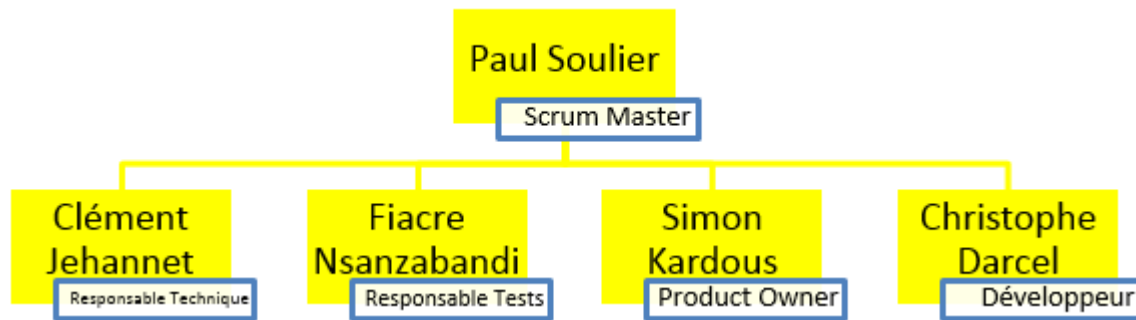 Paul Soulier
Scrum Master
Clément
Jehannet
Responsable Technique
Fiacre
Nsanzabandi
Responsable Tests
Simon
Kardous
Product Owner
Christophe
Darcel
Développeur